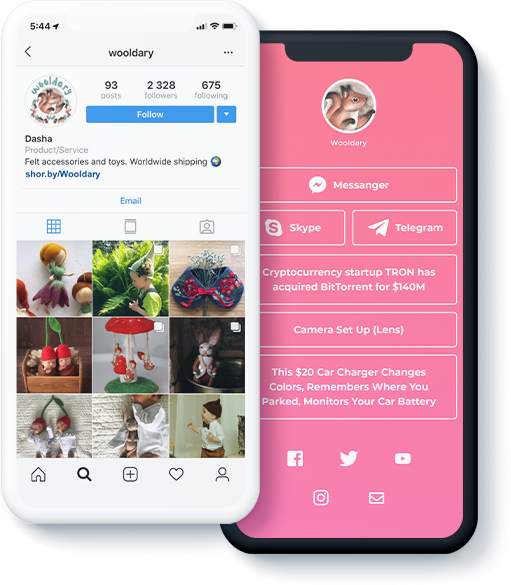 5:44
wooldary
93
2 328
675
posts
followers
following
Follow
Dasha
Product/Service
Felt accessories and toys. Worldwide shipping 🌍
shor.by/Wooldary
Email
wooldary
Wooldary
Messanger
Skype
Telegram
Cryptocurrency startup TRON has
acquired BitTorrent for $140M
Camera Set Up (Lens)
This $20 Car Charger Changes
Colors, Remembers Where You
Parked, Monitors Your Car Battery